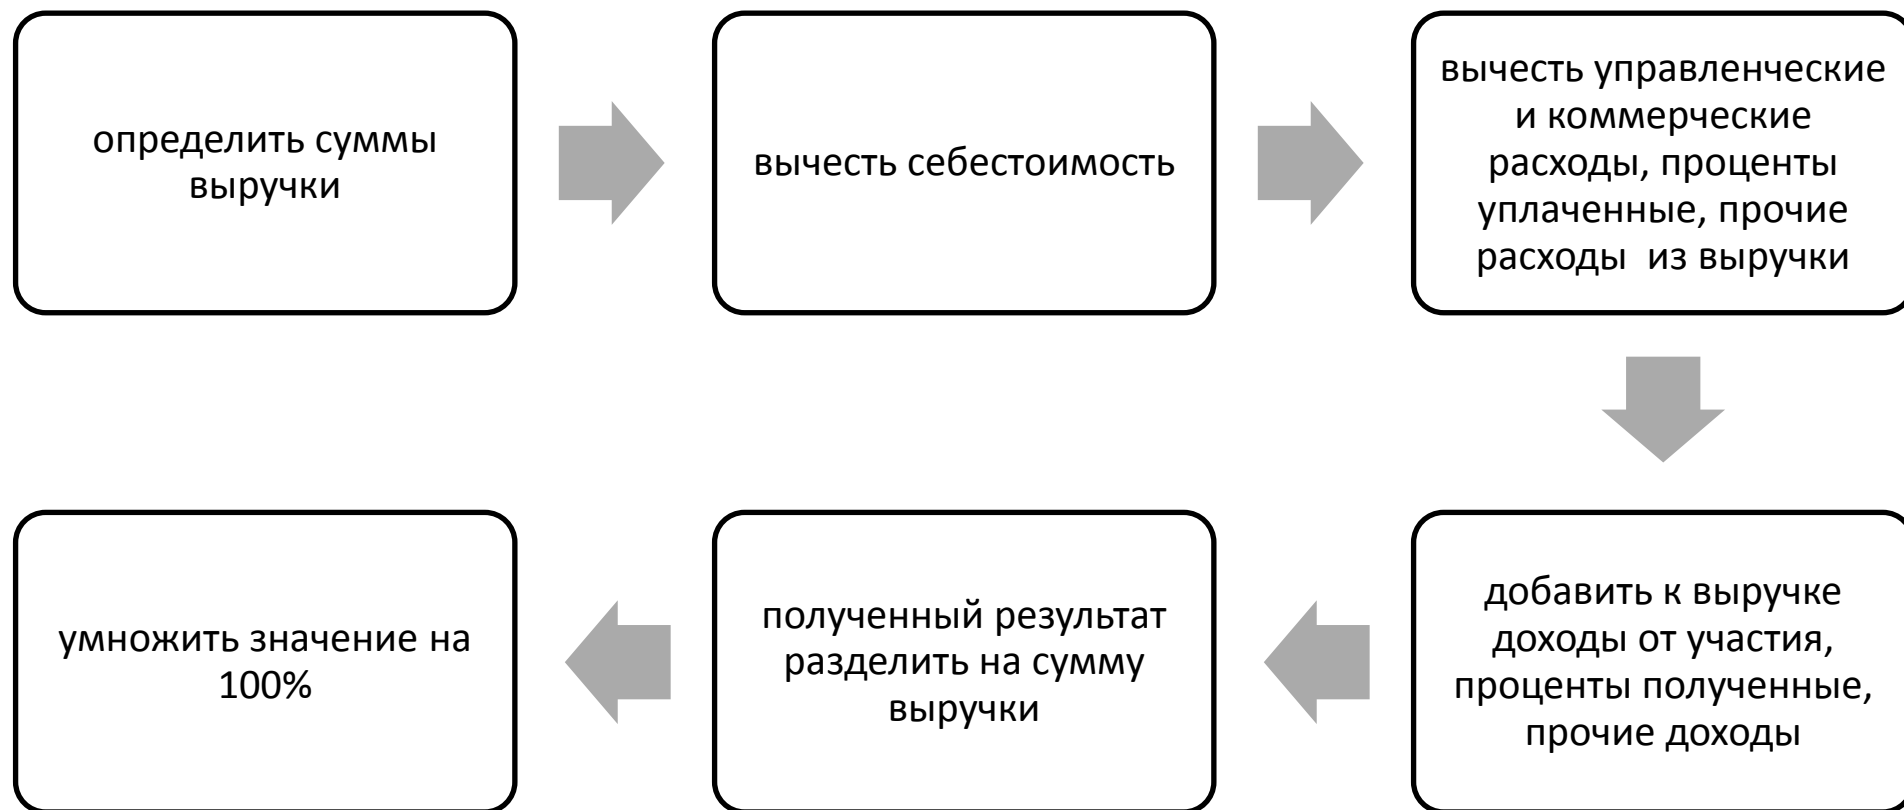 определить суммы
выручки
вычесть себестоимость
вычесть управленческие
и коммерческие
расходы, проценты
уплаченные, прочие
расходы из выручки
добавить к выручке
доходы от участия,
проценты полученные,
прочие доходы
полученный результат
разделить на сумму
выручки
умножить значение на
100%